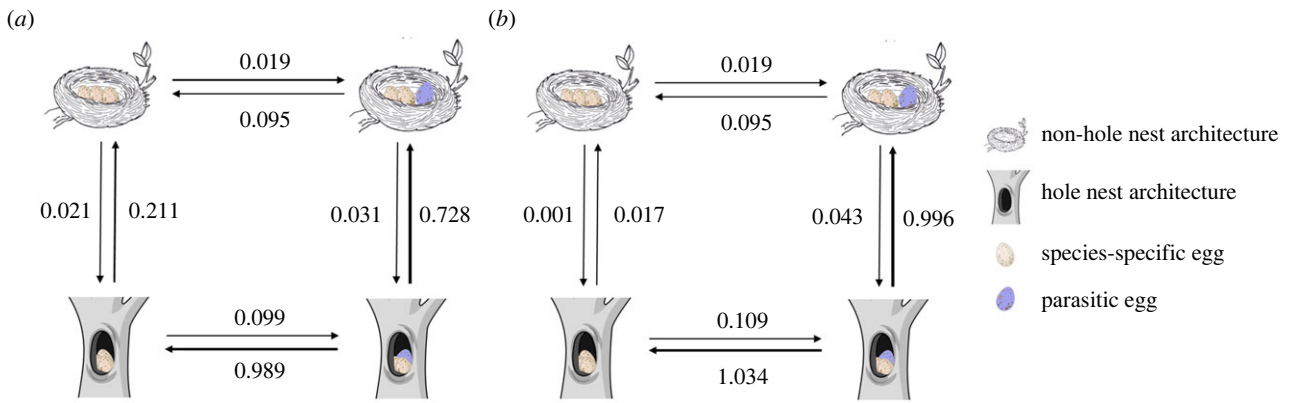 (a)
(b)
0.019
0.095
0.021
0.211
0.031
0.728
0.099
0.989
0.019
0.095
0.001
0.017
0.043
0.996
0.109
1.034
non-hole nest architecture
hole nest architecture
species-specific egg
parasitic egg